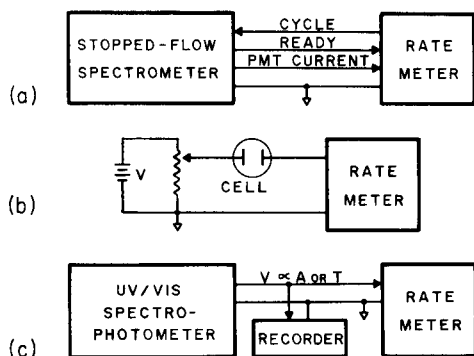 (a)
STOPPED-FLOW
SPECTROMETER
CYCLE
READY
PMT CURRENT
RATE
METER
(b)
V
CELL
RATE
METER
(c)
UV/VIS
SPECTRO-
PHOTOMETER
V ∝ A OR T
RECORDER
RATE
METER